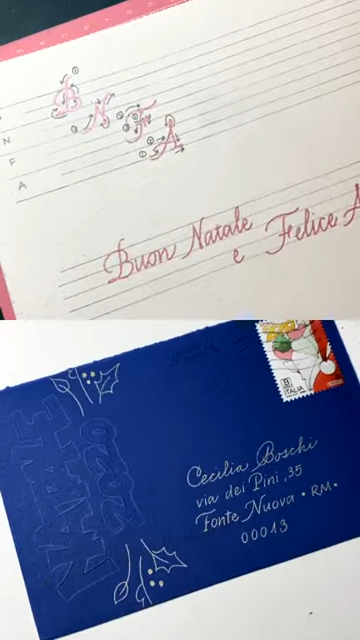 B
N
F
A
N
F
A
Buon Natale
e Felice A
B
ITALIA
Cecilia Boschi
via dei Pini, 35
Fonte Nuova • RM •
00013